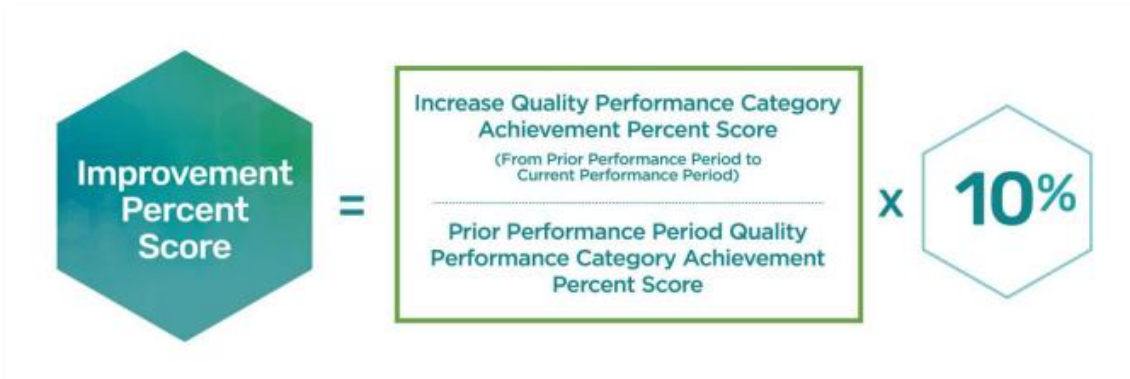 Improvement
Percent
Score
=
Increase Quality Performance Category
Achievement Percent Score
(From Prior Performance Period to
Current Performance Period)
Prior Performance Period Quality
Performance Category Achievement
Percent Score
x
10%